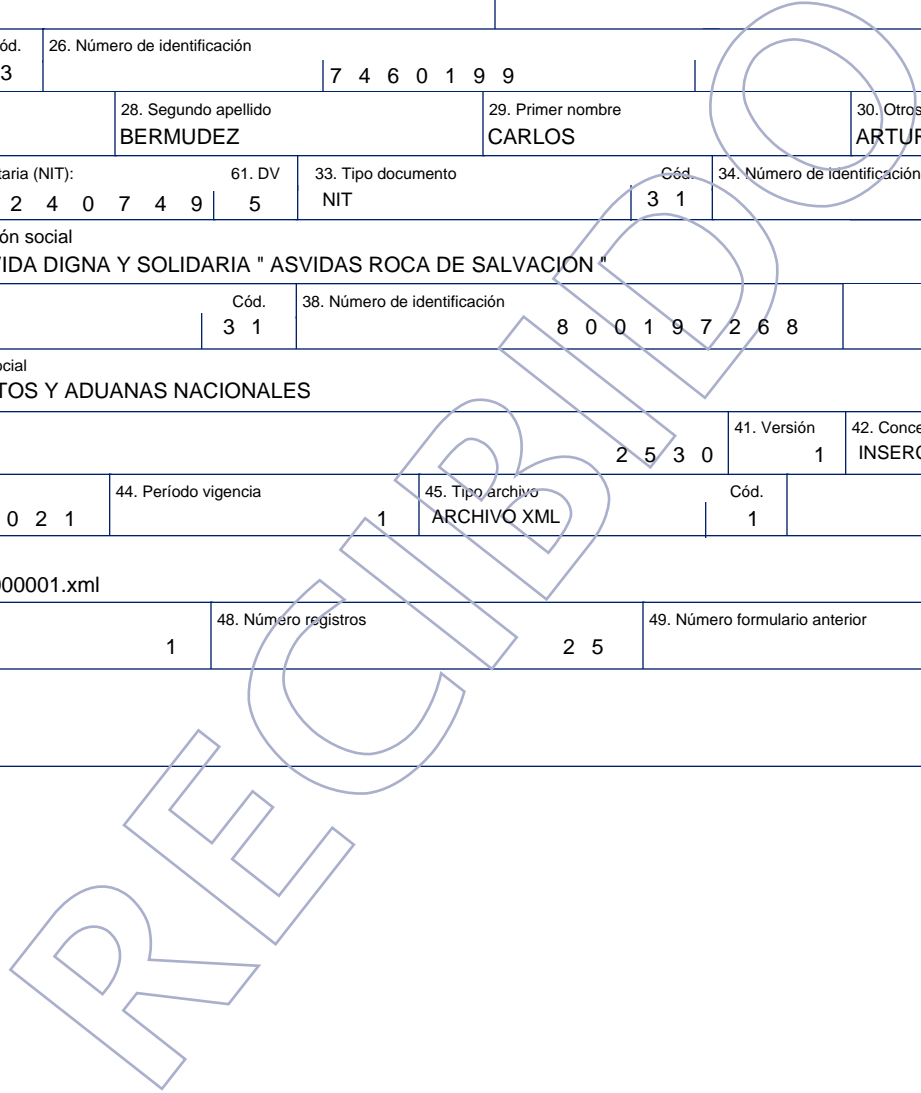 ód. 26. Número de identificación
3 7 4 6 0 1 9 9
28. Segundo apellido 29. Primer nombre 30. Otros
BERMUDEZ CARLOS ARTUR
taria (NIT): 61. DV 33. Tipo documento Cód. 34. Número de identificación
2 4 0 7 4 9 5 NIT 3 1
ón social
VIDA DIGNA Y SOLIDARIA " ASVIDAS ROCA DE SALVACION "
Cód. 38. Número de identificación
3 1 8 0 0 1 9 7 2 6 8
ocial
TOS Y ADUANAS NACIONALES
41. Versión 42. Conce
2 5 3 0 1 INSERC
44. Período vigencia 45. Tipo archivo Cód.
0 2 1 1 ARCHIVO XML 1
000001.xml
48. Número registros 49. Número formulario anterior
1 2 5
RECIBIDO